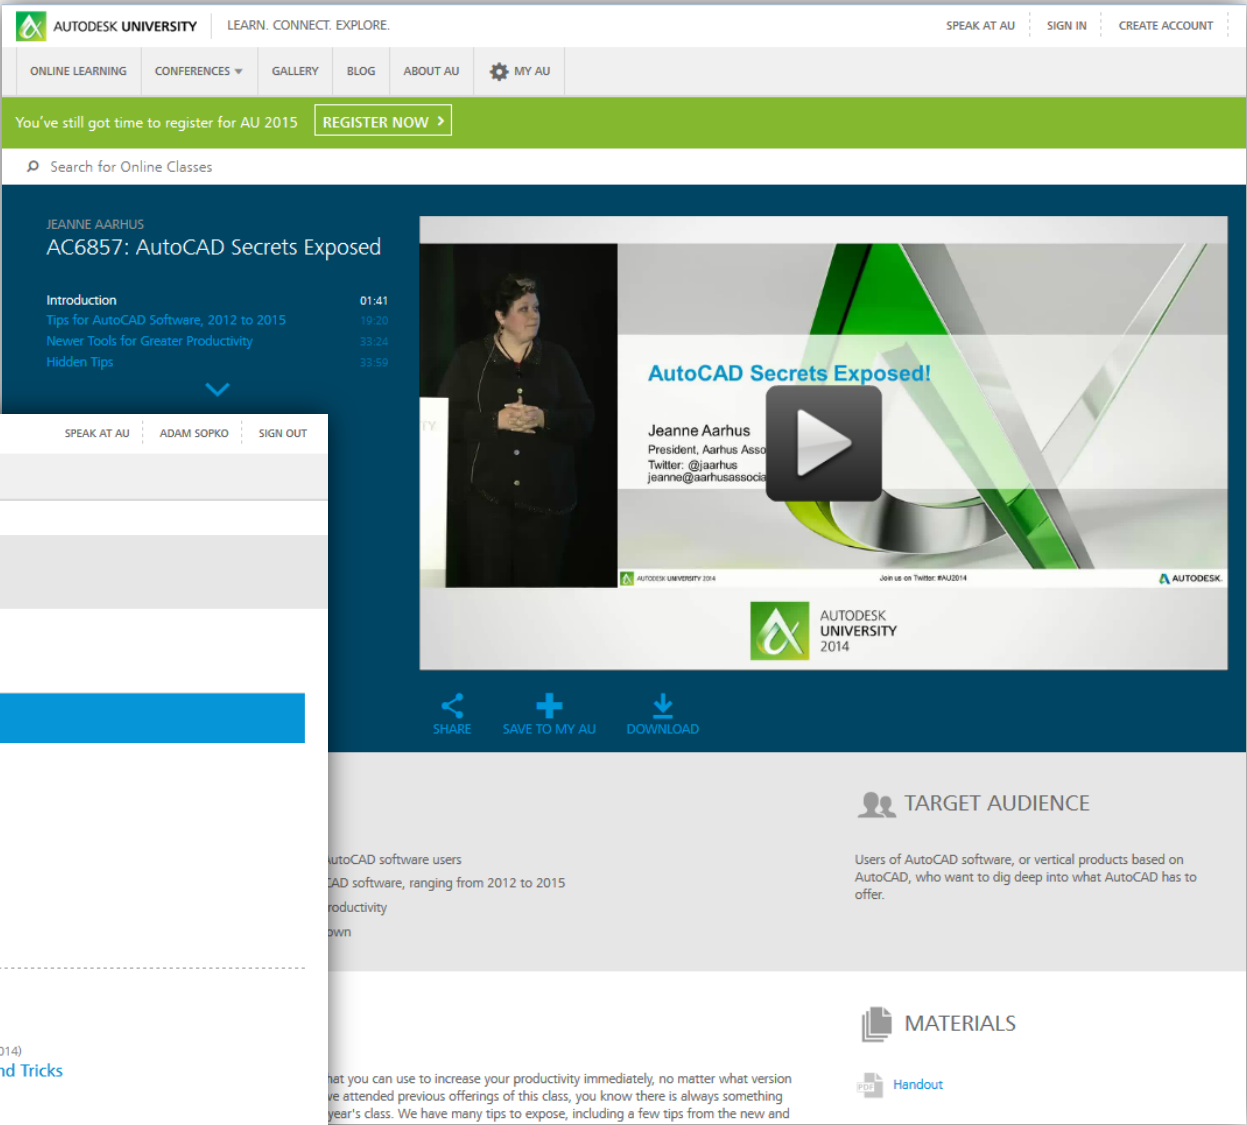 AUTODESK UNIVERSITY
LEARN. CONNECT. EXPLORE.
SPEAK AT AU
SIGN IN
CREATE ACCOUNT
ONLINE LEARNING
CONFERENCES
GALLERY
BLOG
ABOUT AU
MY AU
You've still got time to register for AU 2015
REGISTER NOW >
Search for Online Classes
JEANNE AARHUS
AC6857: AutoCAD Secrets Exposed
Introduction 01:41
Tips for AutoCAD Software, 2012 to 2015 19:20
Newer Tools for Greater Productivity 33:24
Hidden Tips 33:59
AutoCAD Secrets Exposed!
Jeanne Aarhus
President, Aarhus Asso
Twitter: @jaarhus
jeanne@aarhusassocia
AUTODESK UNIVERSITY 2014
Join us on Twitter: #AU2014
AUTODESK.
AUTODESK
UNIVERSITY
2014
SHARE
SAVE TO MY AU
DOWNLOAD
SPEAK AT AU
ADAM SOPKO
SIGN OUT
014)
nd Tricks
utoCAD software users
CAD software, ranging from 2012 to 2015
roductivity
own
TARGET AUDIENCE
Users of AutoCAD software, or vertical products based on
AutoCAD, who want to dig deep into what AutoCAD has to
offer.
hat you can use to increase your productivity immediately, no matter what version
ve attended previous offerings of this class, you know there is always something
year's class. We have many tips to expose, including a few tips from the new and
MATERIALS
PDF
Handout